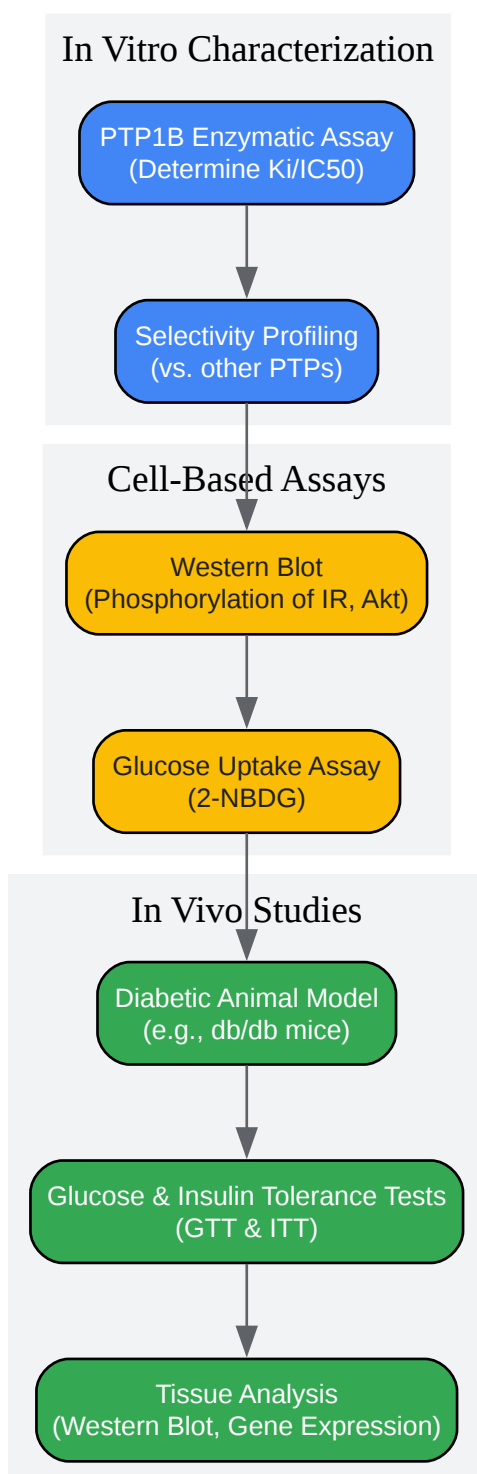 In Vitro Characterization
PTP1B Enzymatic Assay
(Determine Ki/IC50)
Selectivity Profiling
(vs. other PTPs)
Cell-Based Assays
Western Blot
(Phosphorylation of IR, Akt)
Glucose Uptake Assay
(2-NBDG)
In Vivo Studies
Diabetic Animal Model
(e.g., db/db mice)
Glucose & Insulin Tolerance Tests
(GTT & ITT)
Tissue Analysis
(Western Blot, Gene Expression)